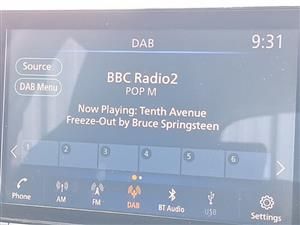 DAB
9:31
Source
BBC Radio2
POP M
DAB Menu
Now Playing: Tenth Avenue
Freeze-Out by Bruce Springsteen
1 2 3 4 5 6
Phone
AM
FM
DAB
BT Audio
USB
Settings